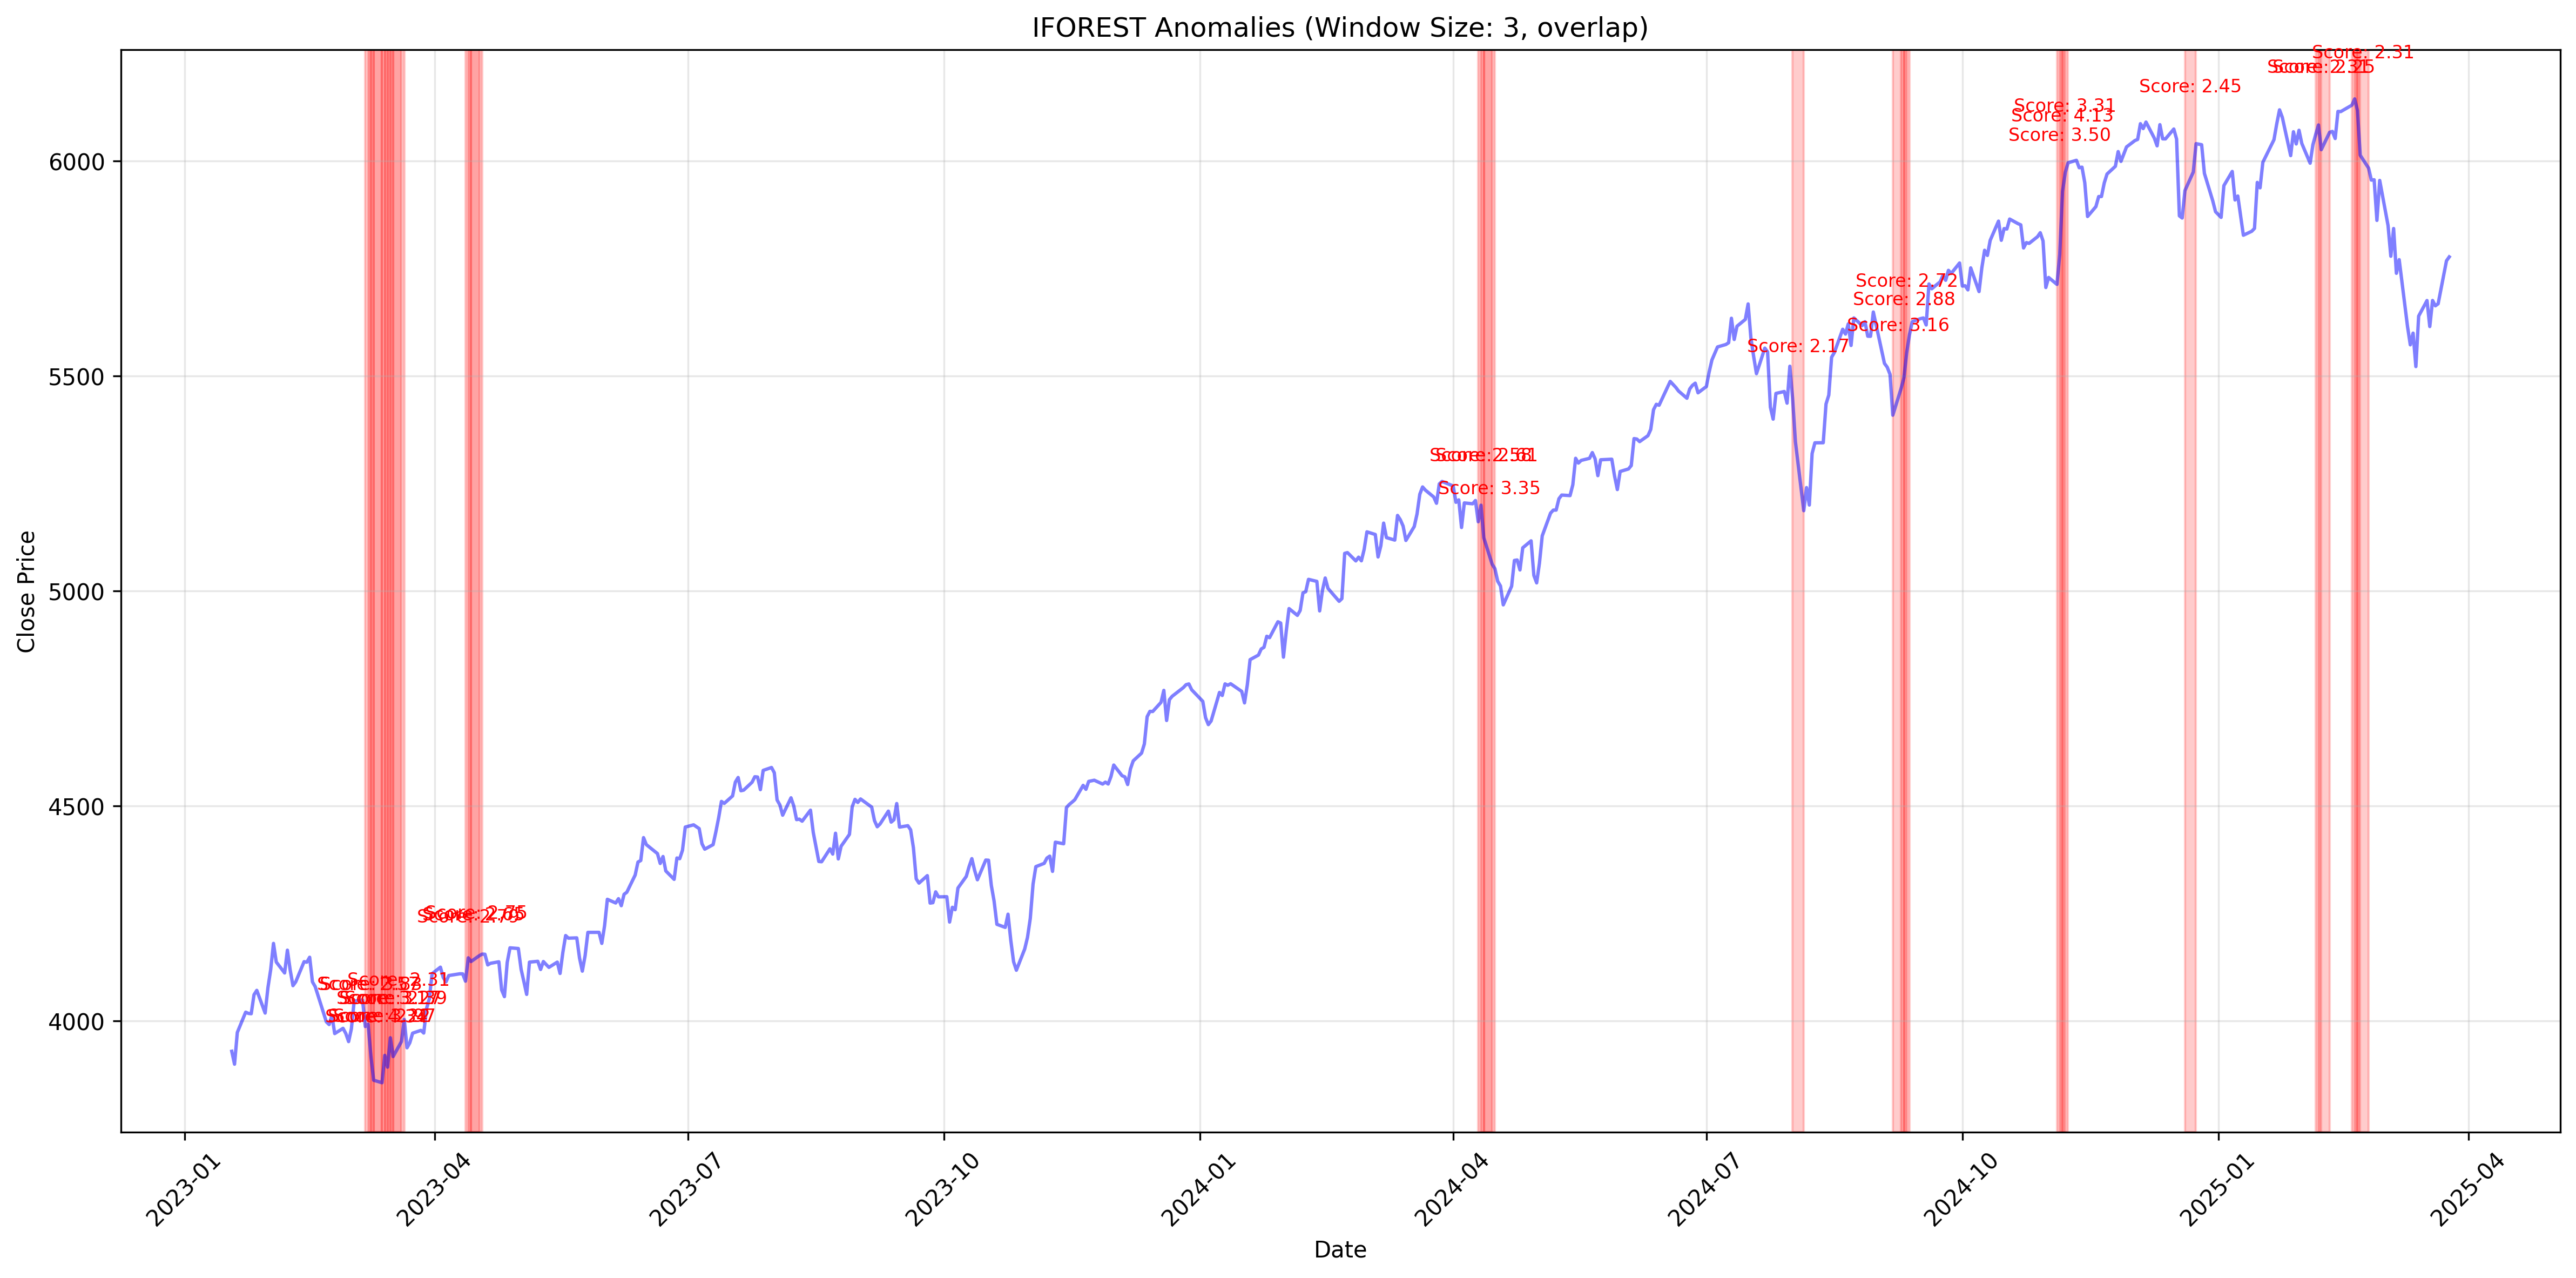 IFOREST Anomalies (Window Size: 3, overlap)
Score: 2.31
Score: 2.45
Score: 3.31
Score: 4.13
Score: 3.50
Score: 2.72
Score: 2.88
Score: 3.16
Score: 2.17
Score: 2.61
Score: 3.35
Score: 2.31
6000
5500
5000
4500
4000
Close Price
2023-01
2023-04
2023-07
2023-10
2024-01
2024-04
2024-07
2024-10
2025-01
2025-04
Date